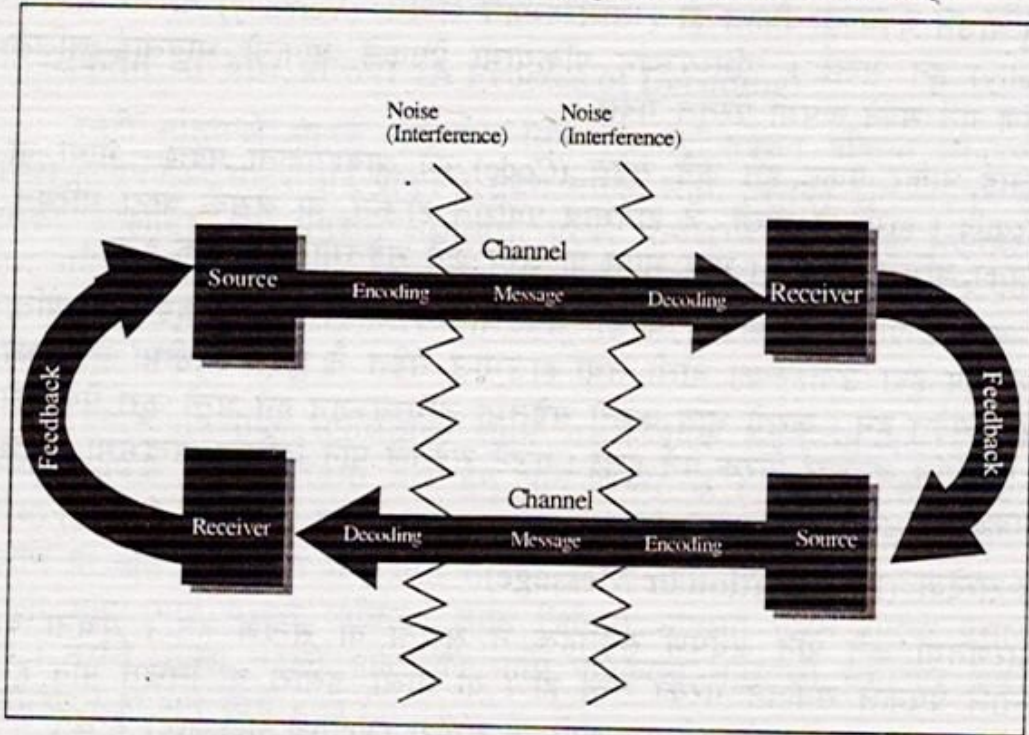 Noise
(Interference)
Noise
(Interference)
Channel
Source
Encoding
Message
Decoding
Receiver
Feedback
Feedback
Channel
Receiver
Decoding
Message
Encoding
Source